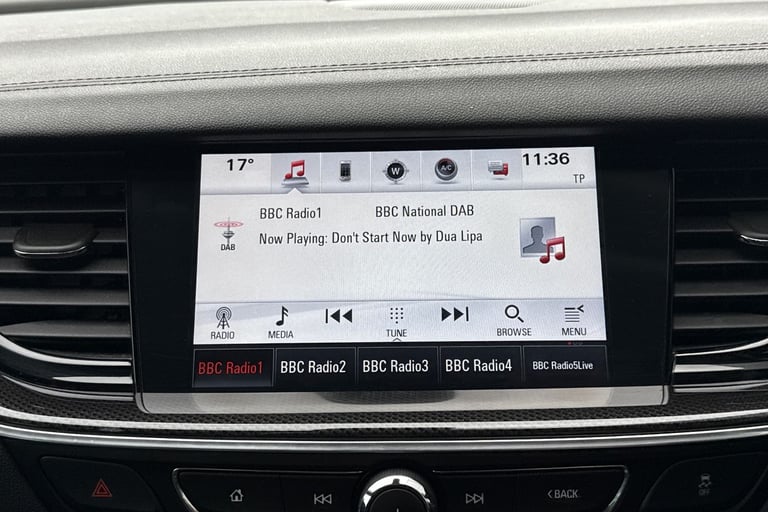 17° 11:36
W A/C
TP
BBC Radio1 BBC National DAB
DAB
Now Playing: Don't Start Now by Dua Lipa
RADIO MEDIA TUNE BROWSE MENU
BBC Radio1 BBC Radio2 BBC Radio3 BBC Radio4 BBC Radio5Live
<BACK
OFF